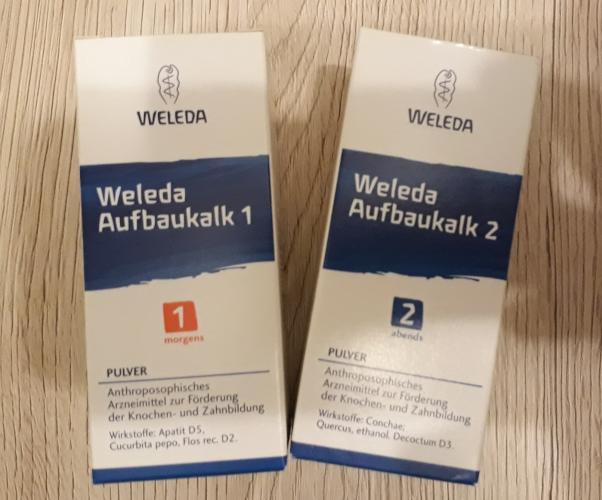 WELEDA
Weleda
Aufbaukalk 1
1
morgens
PULVER
Anthroposophisches
Arzneimittel zur Förderung
der Knochen- und Zahnbildung
Wirkstoffe: Apatit D5,
Cucurbita pepo, Flos rec. D2.
WELEDA
Weleda
Aufbaukalk 2
2
abends
PULVER
Anthroposophisches
Arzneimittel zur Förderung
der Knochen- und Zahnbildung
Wirkstoffe: Conchae;
Quercus, ethanol. Decoctum D3.